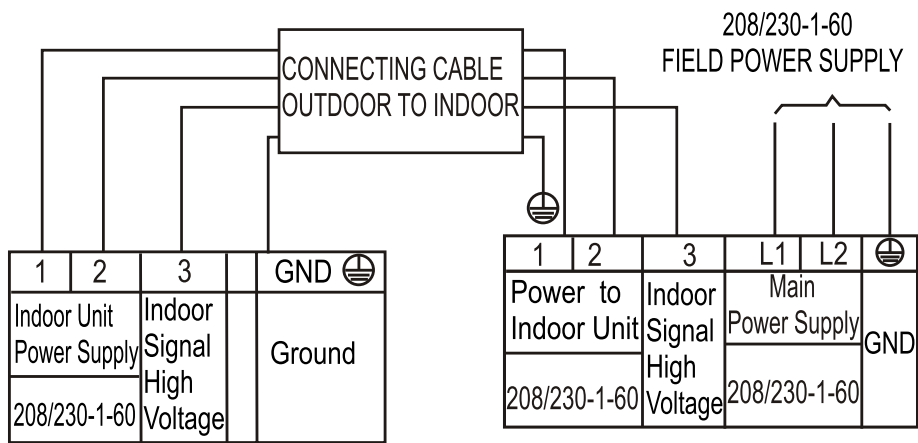 208/230-1-60
FIELD POWER SUPPLY
CONNECTING CABLE
OUTDOOR TO INDOOR
1 2 3 GND
Indoor Unit
Power Supply
208/230-1-60
Indoor
Signal
High
Voltage
Ground
1 2 3 L1 L2
Power to
Indoor Unit
208/230-1-60
Indoor
Signal
High
Voltage
Main
Power Supply
208/230-1-60
GND